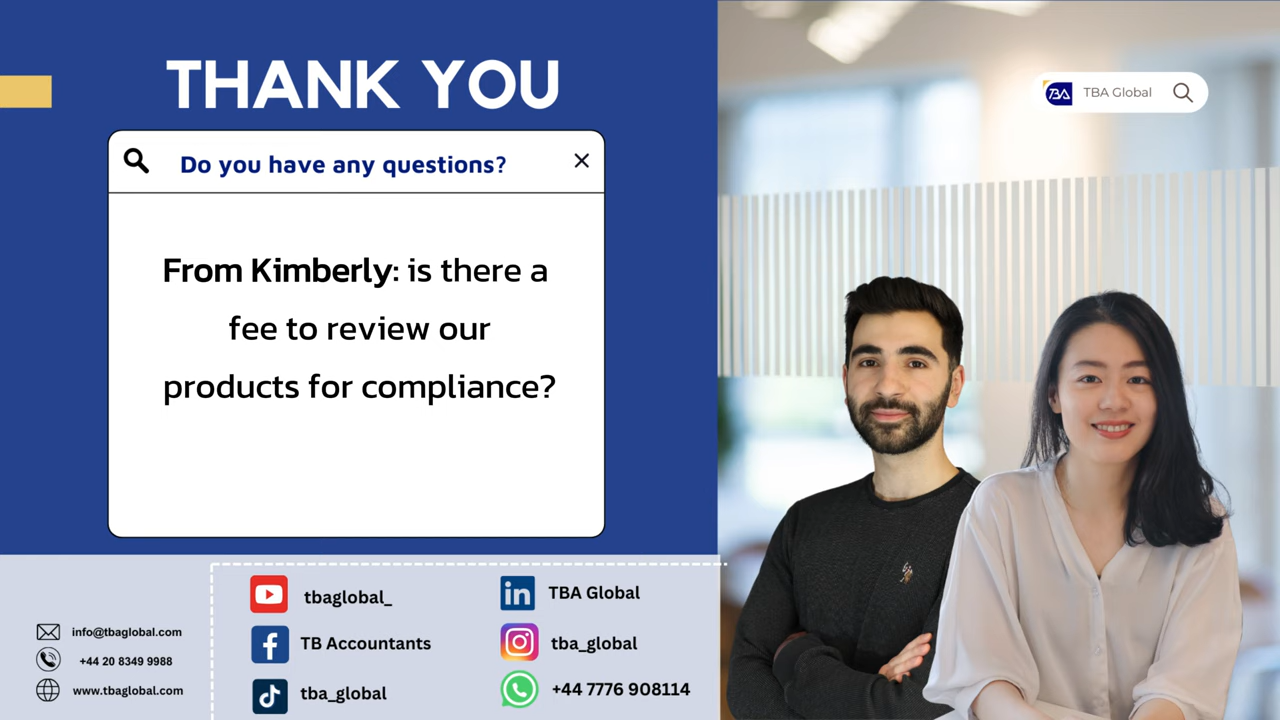 THANK YOU
Do you have any questions?
From Kimberly: is there a
fee to review our
products for compliance?
TBA TBA Global
info@tbaglobal.com
+44 20 8349 9988
www.tbaglobal.com
tbaglobal_
TB Accountants
tba_global
TBA Global
tba_global
+44 7776 908114